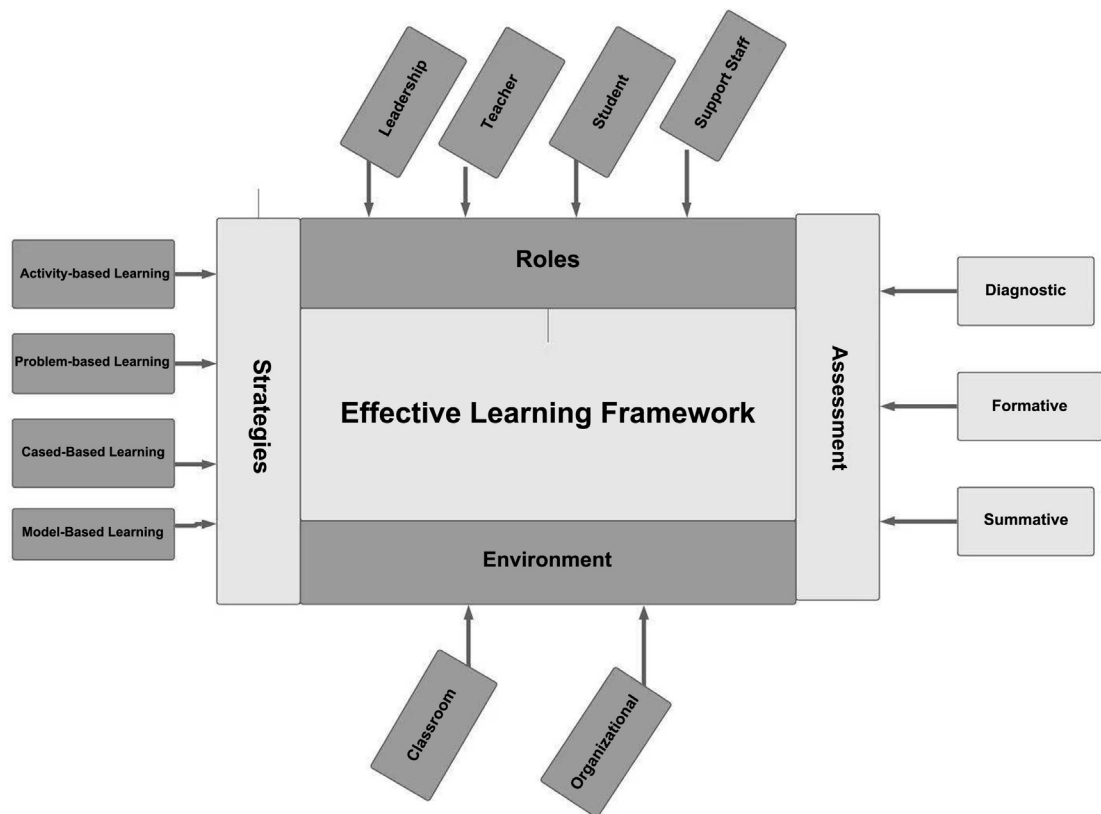 Leadership
Teacher
Student
Support Staff
Roles
Activity-based Learning
Problem-based Learning
Cased-Based Learning
Model-Based Learning
Strategies
Effective Learning Framework
Assessment
Diagnostic
Formative
Summative
Environment
Classroom
Organizational